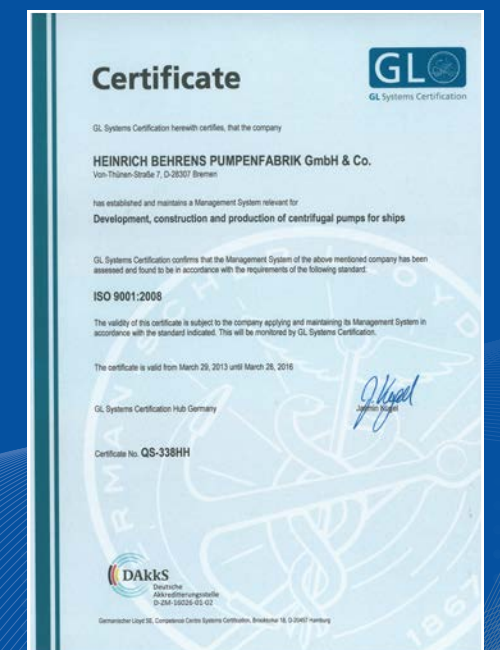 Certificate
GL
GL Systems Certification
GL Systems Certification herewith certifies, that the company
HEINRICH BEHRENS PUMPENFABRIK GmbH & Co.
Von-Thünen-Straße 7, D-28307 Bremen
has established and maintains a Management System relevant for
Development, construction and production of centrifugal pumps for ships
GL Systems Certification confirms that the Management System of the above mentioned company has been
assessed and found to be in accordance with the requirements of the following standard:
ISO 9001:2008
The validity of this certificate is subject to the company applying and maintaining its Management System in
accordance with the standard indicated. This will be monitored by GL Systems Certification.
The certificate is valid from March 29, 2013 until March 28, 2016
GL Systems Certification Hub Germany
Certificate No. QS-338HH
DAkkS
Deutsche
Akkreditierungsstelle
D-ZM-16026-01-02
Germanischer Lloyd SE, Competence Centre Systems Certification, Brooktorkai 18, D-20457 Hamburg
1867